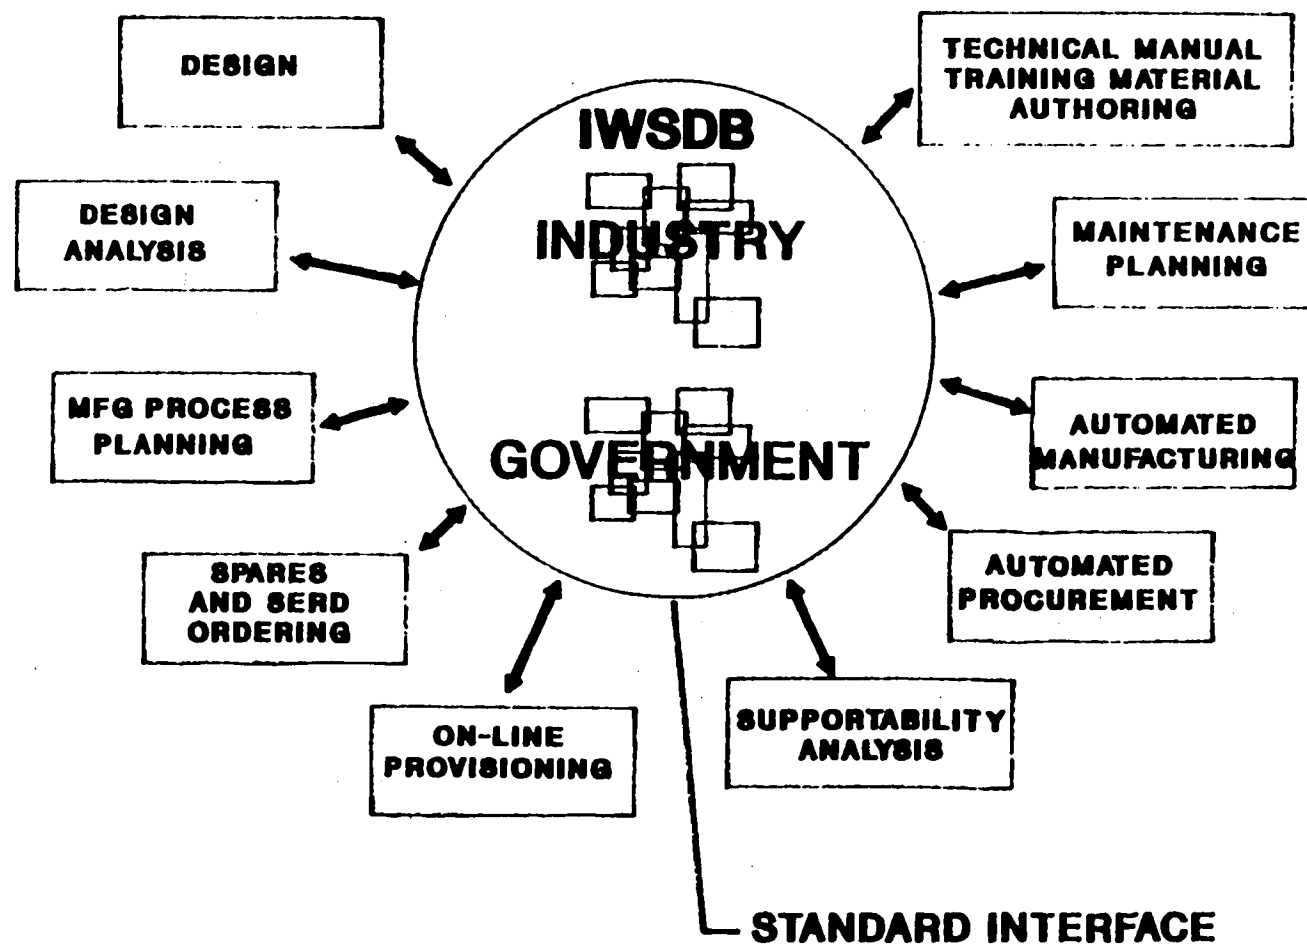 DESIGN
TECHNICAL MANUAL
TRAINING MATERIAL
AUTHORING
IWSDB
DESIGN
ANALYSIS
INDUSTRY
MAINTENANCE
PLANNING
MFG PROCESS
PLANNING
GOVERNMENT
AUTOMATED
MANUFACTURING
SPARES
AND SERD
ORDERING
AUTOMATED
PROCUREMENT
ON-LINE
PROVISIONING
SUPPORTABILITY
ANALYSIS
STANDARD INTERFACE